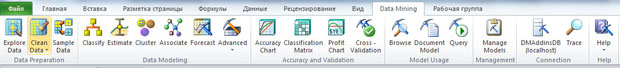 Файл Главная Вставка Разметка страницы Формулы Данные Рецензирование Вид Data Mining Рабочая группа
Explore Data Clean Data Sample Data Classify Estimate Cluster Associate Forecast Advanced Accuracy Chart Classification Matrix Profit Chart Cross - Validation Browse Document Model Query Manage Models DMAddinsDB (localhost) Trace Help
Data Preparation Data Modeling Accuracy and Validation Model Usage Management Connection Help